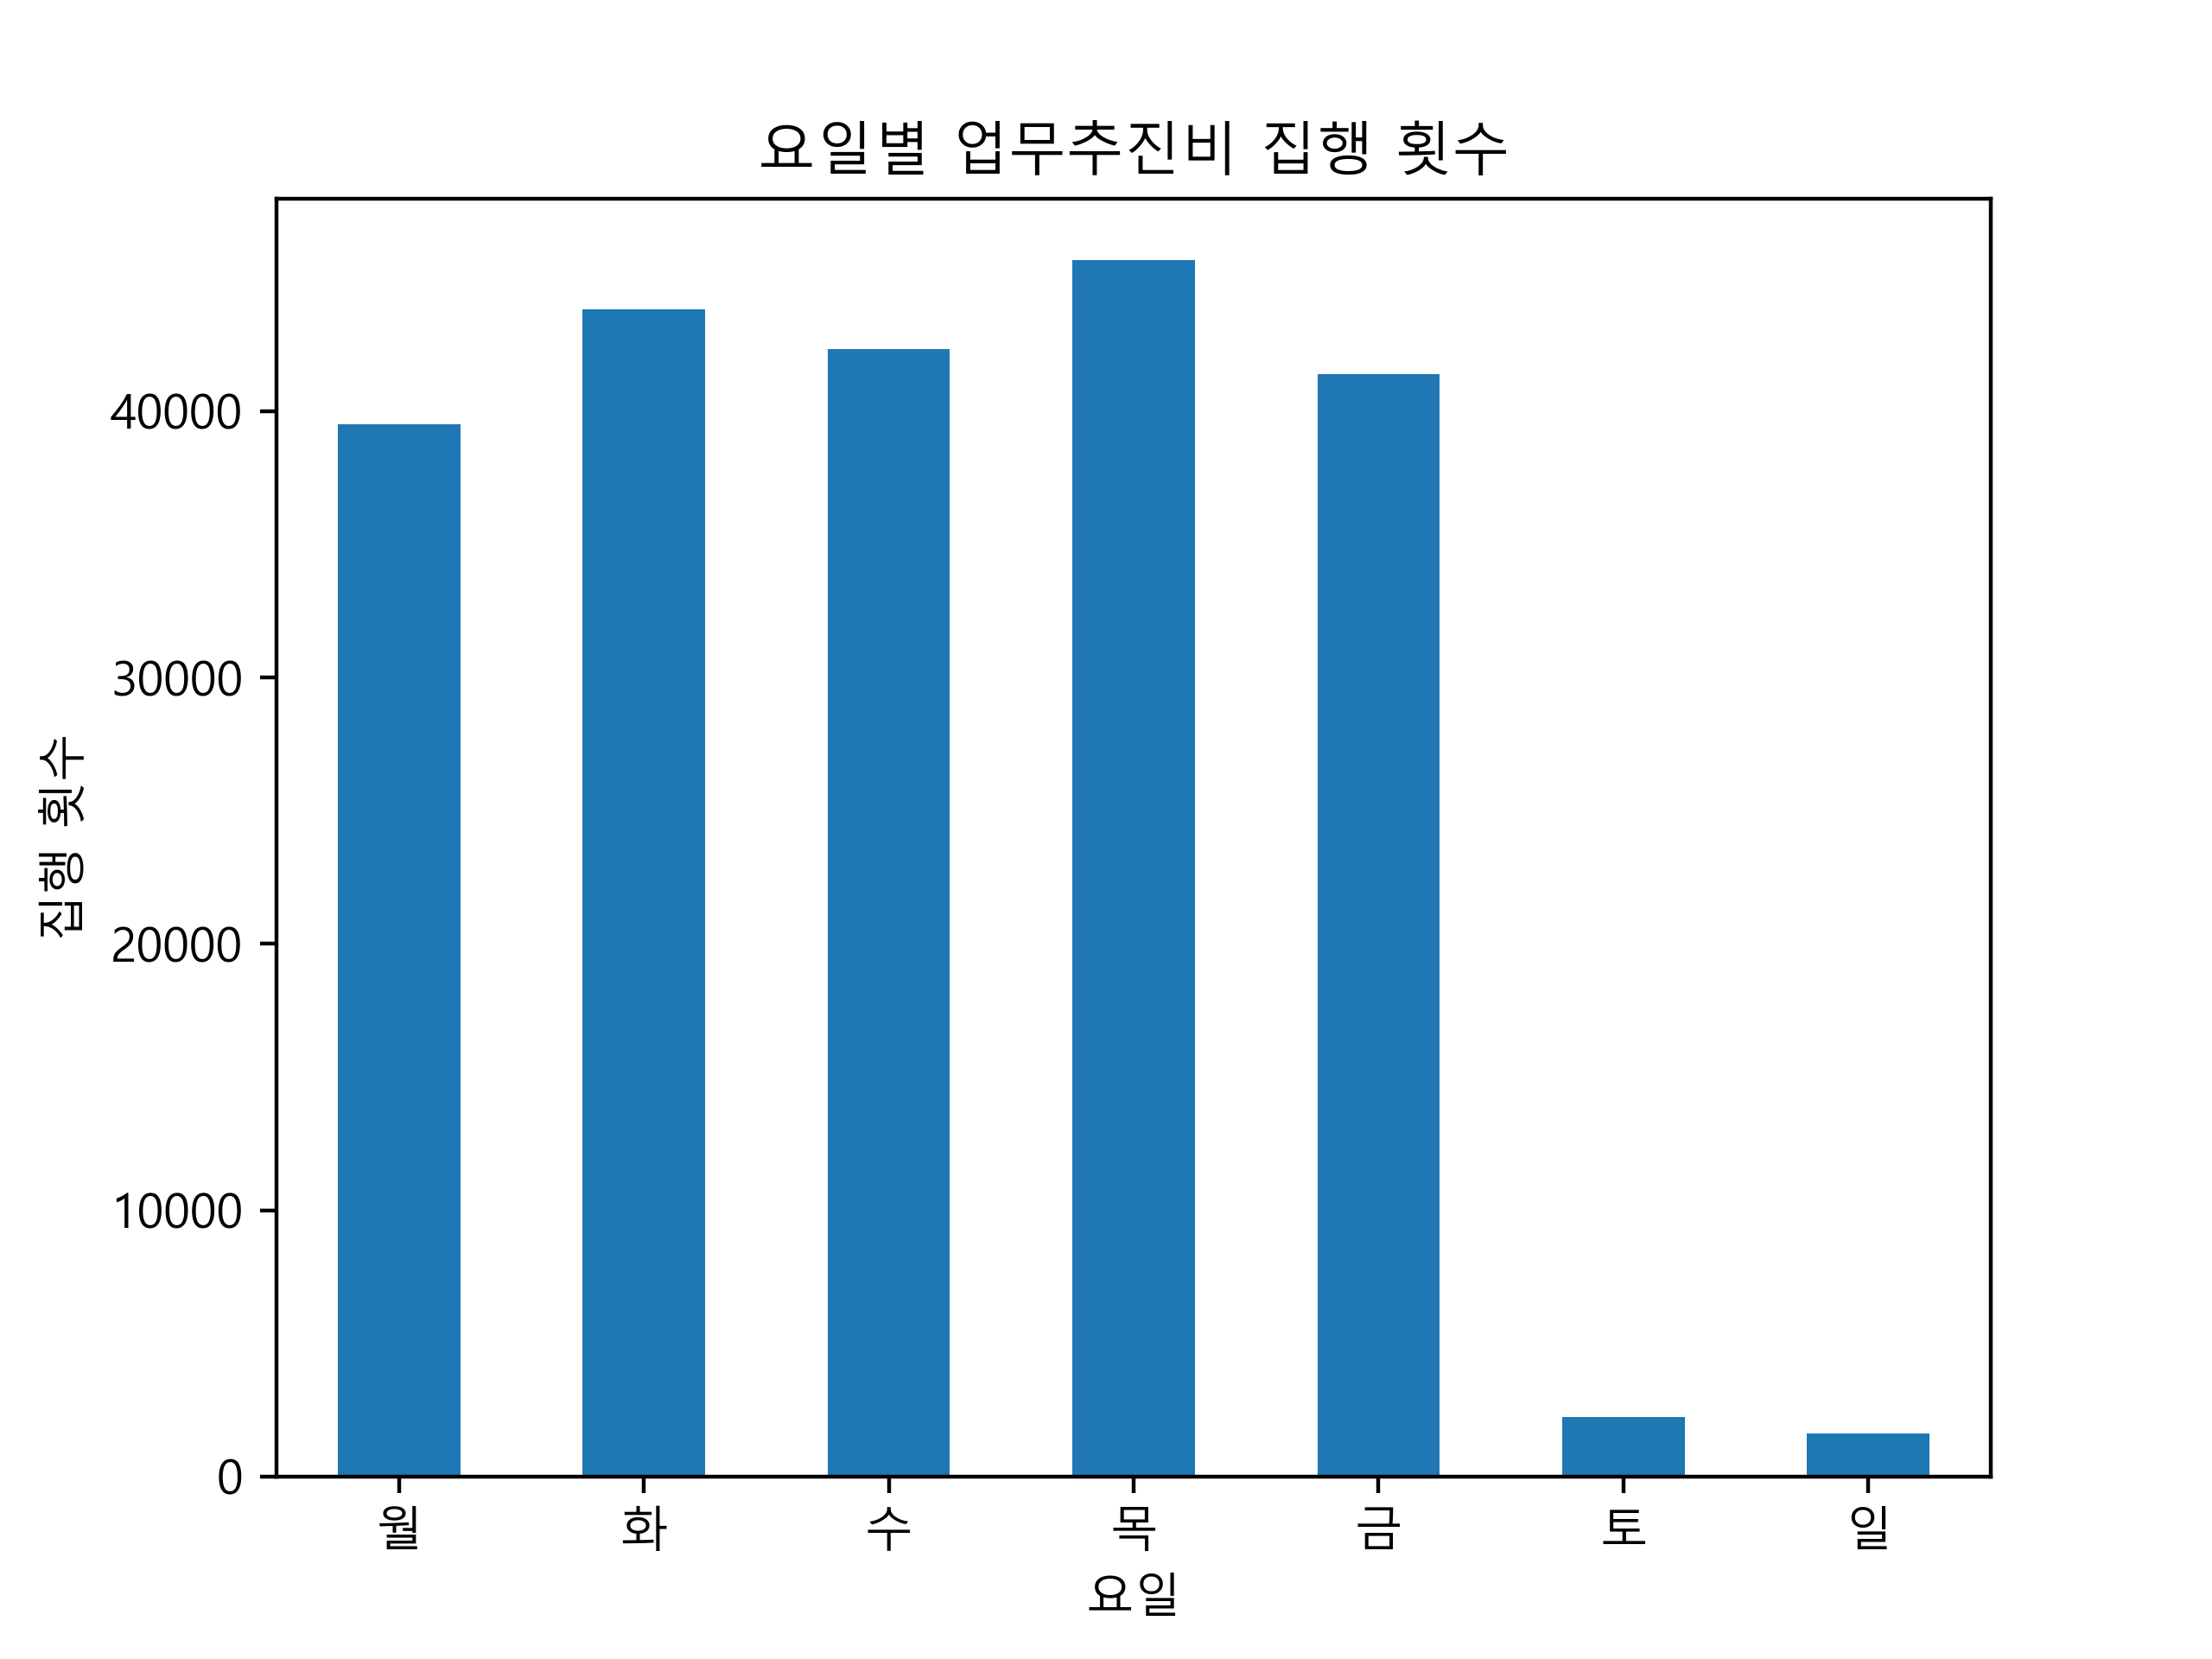 요일별 업무추진비 집행 횟수
집행 횟수
40000
30000
20000
10000
0
월 화 수 목 금 토 일
요일